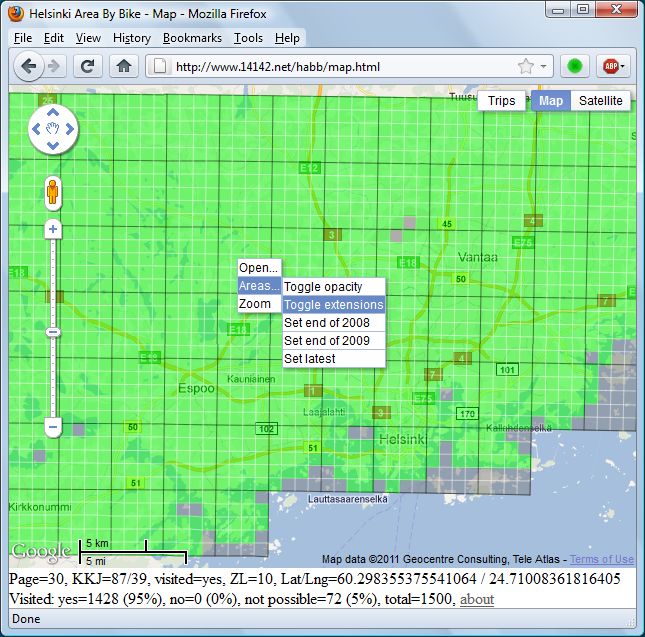 Helsinki Area By Bike - Map - Mozilla Firefox
File Edit View History Bookmarks Tools Help
http://www.14142.net/habb/map.html ABP
25 Tuusu Trips Map Satellite
E12
45 4
3 E75
Vantaa
E18 E18 50
Open...
Areas... Toggle opacity
Zoom Toggle extensions
7
Set end of 2008
E18 Set end of 2009
E18 4
Set latest
101
Kauniainen 7
Espoo 1 E75
Laajalahti 3 170
50 102 Kallahdenselkä
Helsinki
51
51
Lauttasaarenselkä
Kirkkonummi
5 km
Google
5 mi Map data ©2011 Geocentre Consulting, Tele Atlas - Terms of Use
Page=30, KKJ=87/39, visited=yes, ZL=10, Lat/Lng=60.298355375541064 / 24.71008361816405
Visited: yes=1428 (95%), no=0 (0%), not possible=72 (5%), total=1500, about
Done